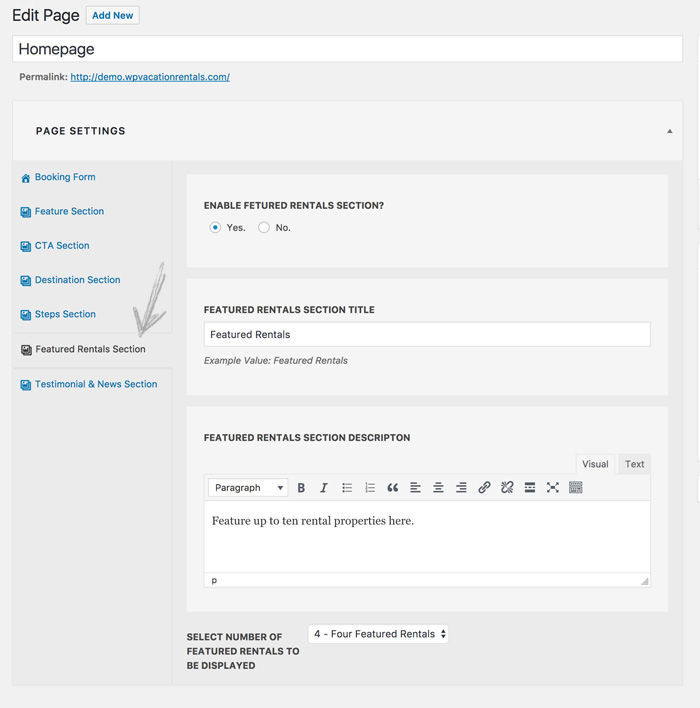 Edit Page Add New
Homepage
Permalink: http://demo.wpvacationrentals.com/
PAGE SETTINGS
Booking Form
Feature Section
CTA Section
Destination Section
Steps Section
Featured Rentals Section
Testimonial & News Section
ENABLE FETURED RENTALS SECTION?
Yes. No.
FEATURED RENTALS SECTION TITLE
Featured Rentals
Example Value: Featured Rentals
FEATURED RENTALS SECTION DESCRIPTON
Visual Text
Paragraph B I
Feature up to ten rental properties here.
p
SELECT NUMBER OF
FEATURED RENTALS TO
BE DISPLAYED
4 - Four Featured Rentals